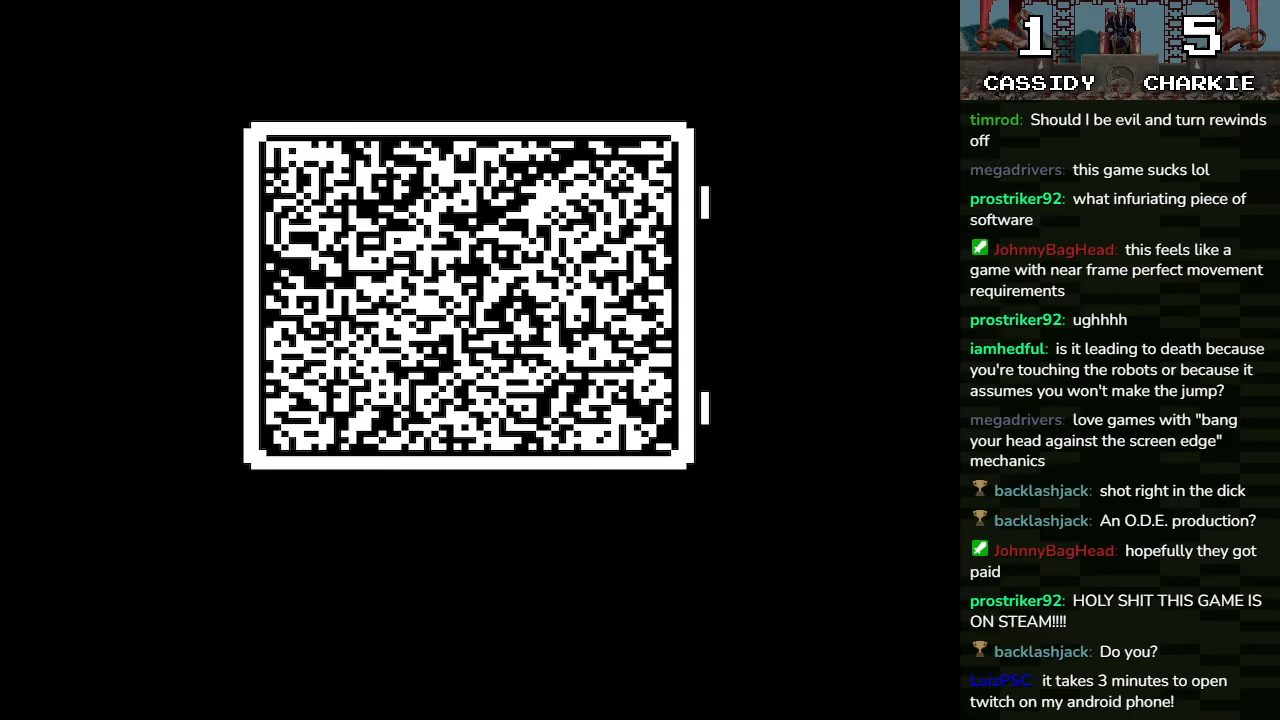 1 5
CASSIDY CHARKIE
timrod: Should I be evil and turn rewinds
off
megadrivers: this game sucks lol
prostriker92: what infuriating piece of
software
JohnnyBagHead: this feels like a
game with near frame perfect movement
requirements
prostriker92: ughhhh
iamhedful: is it leading to death because
you're touching the robots or because it
assumes you won't make the jump?
megadrivers: love games with "bang
your head against the screen edge"
mechanics
backlashjack: shot right in the dick
backlashjack: An O.D.E. production?
JohnnyBagHead: hopefully they got
paid
prostriker92: HOLY SHIT THIS GAME IS
ON STEAM!!!!
backlashjack: Do you?
LuizPSC: it takes 3 minutes to open
twitch on my android phone!